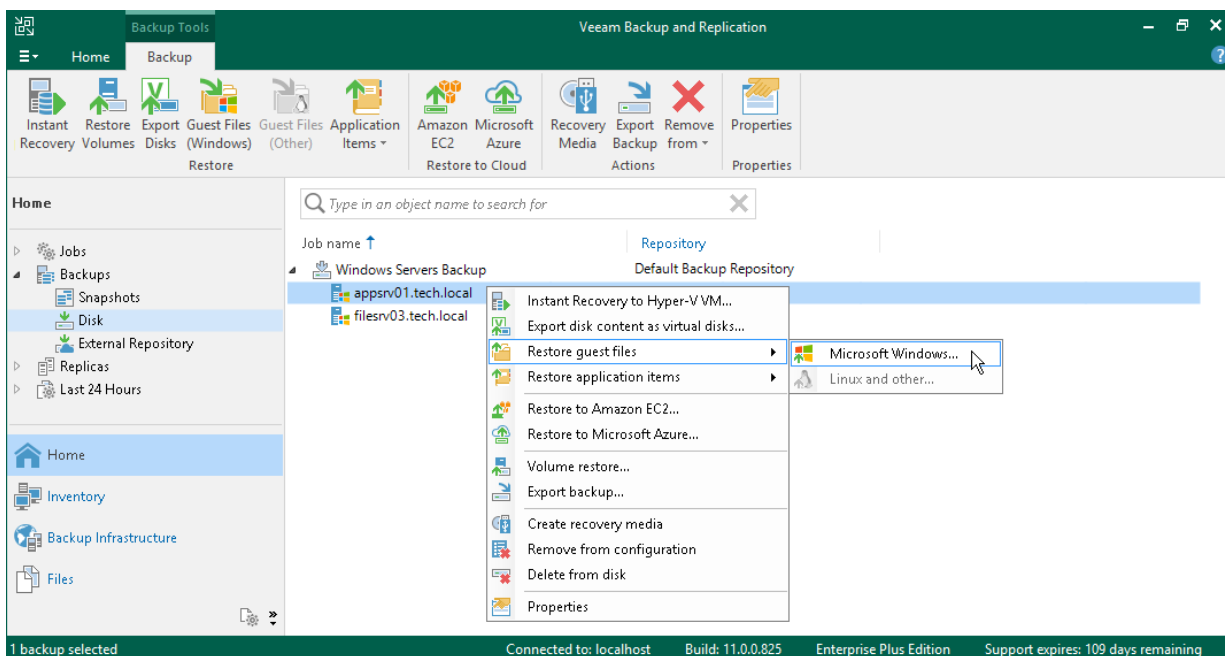 Backup Tools
Veeam Backup and Replication
Home Backup
Instant Recovery
Restore Volumes
Export Disks
Guest Files (Windows)
Guest Files (Other)
Application Items
Amazon EC2
Microsoft Azure
Recovery Media
Export Backup
Remove from
Properties
Restore
Restore to Cloud
Actions
Properties
Home
Jobs
Backups
Snapshots
Disk
External Repository
Replicas
Last 24 Hours
Home
Inventory
Backup Infrastructure
Files
Type in an object name to search for
Job name Repository
Windows Servers Backup Default Backup Repository
appsrv01.tech.local
filesrv03.tech.local
Instant Recovery to Hyper-V VM...
Export disk content as virtual disks...
Restore guest files
Restore application items
Restore to Amazon EC2...
Restore to Microsoft Azure...
Volume restore...
Export backup...
Create recovery media
Remove from configuration
Delete from disk
Properties
Microsoft Windows...
Linux and other...
1 backup selected
Connected to: localhost Build: 11.0.0.825 Enterprise Plus Edition Support expires: 109 days remaining